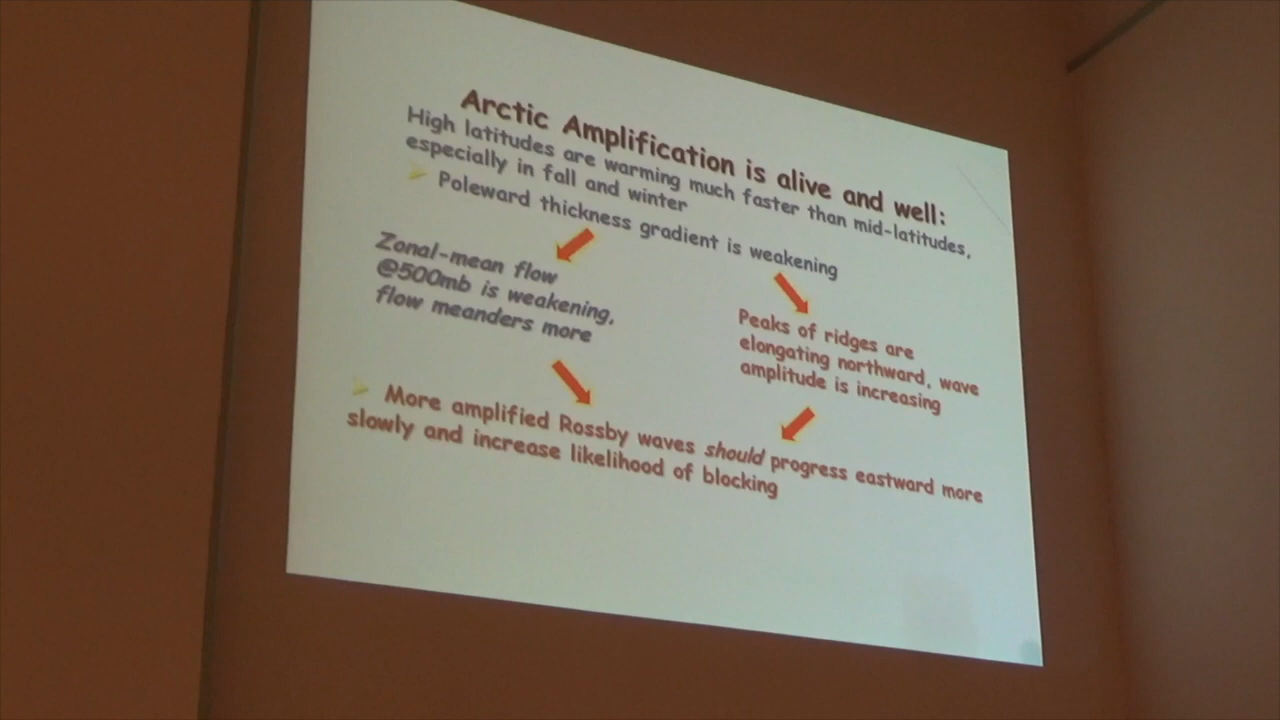 Arctic Amplification is alive and well:
High latitudes are warming much faster than mid-latitudes,
especially in fall and winter
Poleward thickness gradient is weakening
Zonal-mean flow
@500mb is weakening,
flow meanders more
Peaks of ridges are
elongating northward, wave
amplitude is increasing
More amplified Rossby waves should progress eastward more
slowly and increase likelihood of blocking